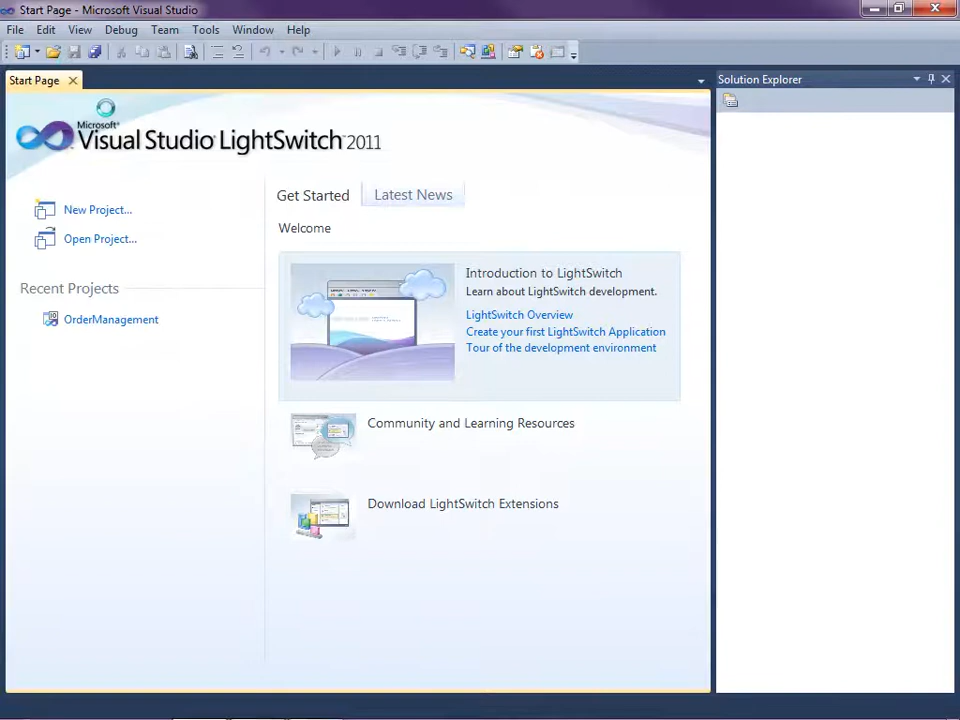 Start Page - Microsoft Visual Studio
File Edit View Debug Team Tools Window Help
Start Page
Solution Explorer
Microsoft®
Visual Studio® LightSwitch™ 2011
Get Started
Latest News
New Project...
Open Project...
Recent Projects
OrderManagement
Welcome
Introduction to LightSwitch
Learn about LightSwitch development.
LightSwitch Overview
Create your first LightSwitch Application
Tour of the development environment
Community and Learning Resources
Download LightSwitch Extensions